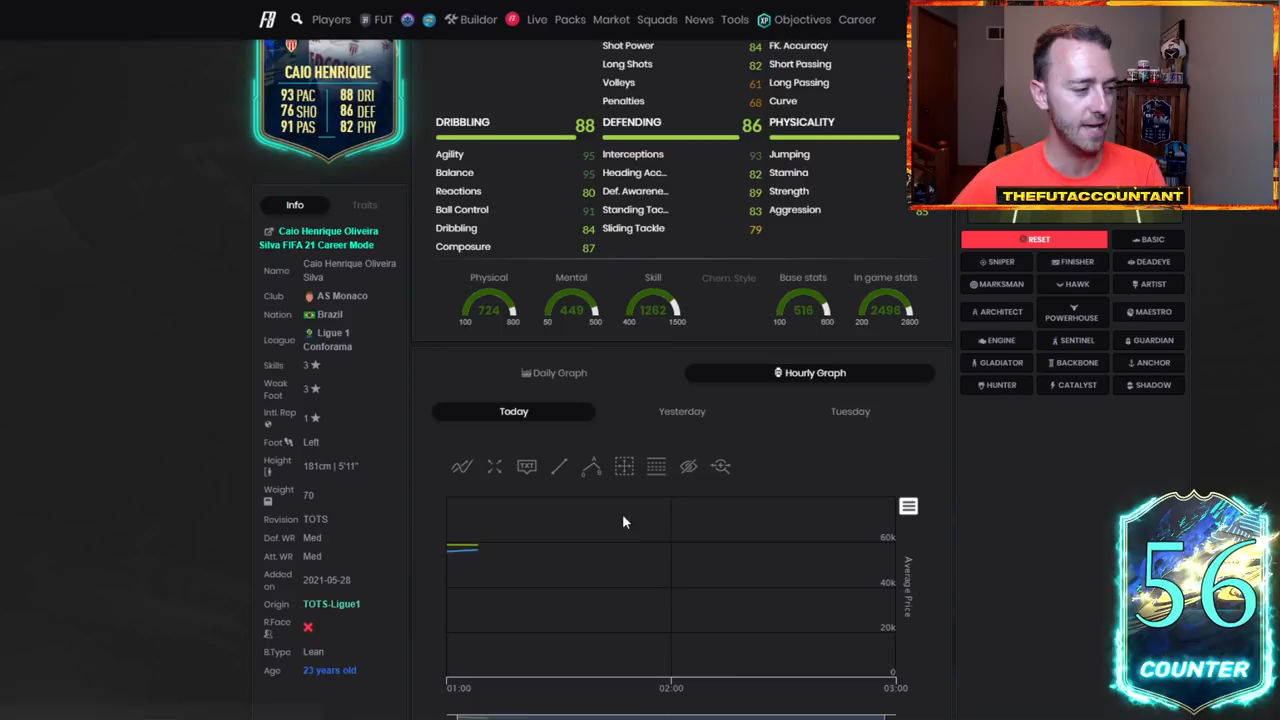 F8 Players FUT Builder Live Packs Market Squads News Tools XP Objectives Career
CAIO HENRIQUE
93 PAC 88 DRI
76 SHO 86 DEF
91 PAS 82 PHY
Shot Power 84 FK. Accuracy
Long Shots 82 Short Passing
Volleys 61 Long Passing
Penalties 68 Curve
DRIBBLING 88 DEFENDING 86 PHYSICALITY
Agility 95 Interceptions 93 Jumping
Balance 95 Heading Acc... 82 Stamina
Reactions 80 Def. Awarene... 89 Strength
Ball Control 91 Standing Tac... 83 Aggression 85
Dribbling 84 Sliding Tackle 79
Composure 87
Physical Mental Skill Chem. Style Base stats In game stats
724 449 1262 516 2496
100 800 50 500 400 1500 100 600 200 2800
Info Traits
Caio Henrique Oliveira
Silva FIFA 21 Career Mode
Name Caio Henrique Oliveira
Silva
Club AS Monaco
Nation Brazil
League Ligue 1
Conforama
Skills 3
Weak
Foot 3
Intl. Rep 1
Foot Left
Height 181cm | 5'11"
Weight 70
Revision TOTS
Def. WR Med
Att. WR Med
Added
on 2021-05-28
Origin TOTS-Ligue1
R.Face
B.Type Lean
Age 23 years old
Daily Graph Hourly Graph
Today Yesterday Tuesday
TXT
60k
40k
20k
0
Average Price
01:00 02:00 03:00
THEFUTACCOUNTANT
RESET BASIC
SNIPER FINISHER DEADEYE
MARKSMAN HAWK ARTIST
ARCHITECT POWERHOUSE MAESTRO
ENGINE SENTINEL GUARDIAN
GLADIATOR BACKBONE ANCHOR
HUNTER CATALYST SHADOW
56
COUNTER